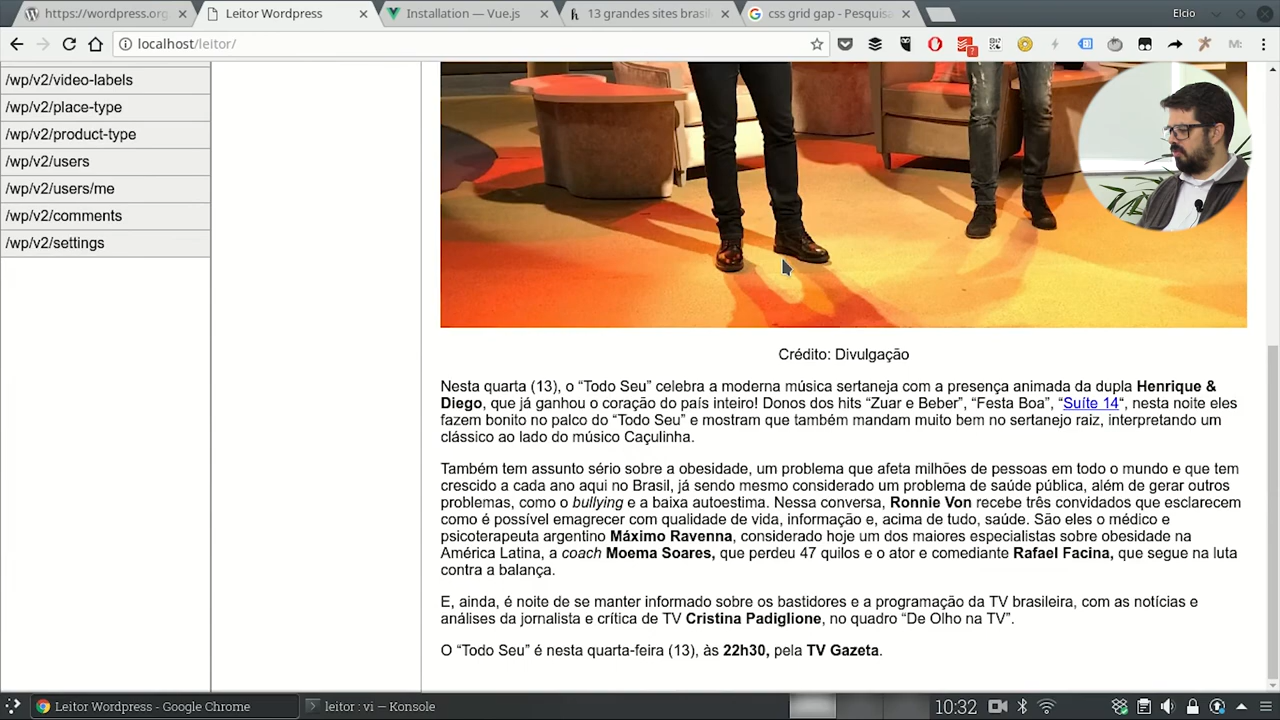 https://www.wordpress.org
Leitor Wordpress
Installation — Vue.js
13 grandes sites brasil
css grid gap - Pesquisa
Elcio
localhost/leitor/
/wp/v2/video-labels
/wp/v2/place-type
/wp/v2/product-type
/wp/v2/users
/wp/v2/users/me
/wp/v2/comments
/wp/v2/settings
Crédito: Divulgação
Nesta quarta (13), o “Todo Seu” celebra a moderna música sertaneja com a presença animada da dupla Henrique &
Diego, que já ganhou o coração do país inteiro! Donos dos hits “Zuar e Beber”, “Festa Boa”, “Suíte 14“, nesta noite eles
fazem bonito no palco do “Todo Seu” e mostram que também mandam muito bem no sertanejo raiz, interpretando um
clássico ao lado do músico Caçulinha.
Também tem assunto sério sobre a obesidade, um problema que afeta milhões de pessoas em todo o mundo e que tem
crescido a cada ano aqui no Brasil, já sendo mesmo considerado um problema de saúde pública, além de gerar outros
problemas, como o bullying e a baixa autoestima. Nessa conversa, Ronnie Von recebe três convidados que esclarecem
como é possível emagrecer com qualidade de vida, informação e, acima de tudo, saúde. São eles o médico e
psicoterapeuta argentino Máximo Ravenna, considerado hoje um dos maiores especialistas sobre obesidade na
América Latina, a coach Moema Soares, que perdeu 47 quilos e o ator e comediante Rafael Facina, que segue na luta
contra a balança.
E, ainda, é noite de se manter informado sobre os bastidores e a programação da TV brasileira, com as notícias e
análises da jornalista e crítica de TV Cristina Padiglione, no quadro “De Olho na TV”.
O “Todo Seu” é nesta quarta-feira (13), às 22h30, pela TV Gazeta.
Leitor Wordpress - Google Chrome
leitor : vi — Konsole
10:32